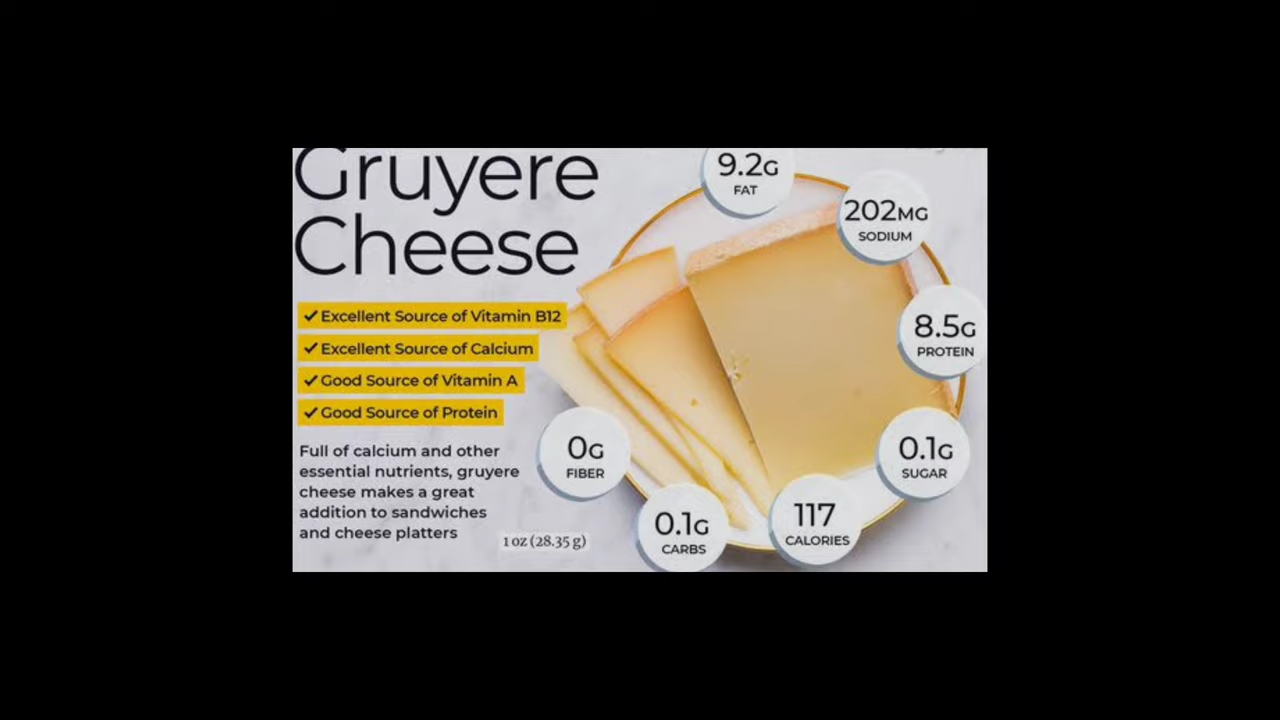 Gruyere
Cheese
✓ Excellent Source of Vitamin B12
✓ Excellent Source of Calcium
✓ Good Source of Vitamin A
✓ Good Source of Protein
Full of calcium and other
essential nutrients, gruyere
cheese makes a great
addition to sandwiches
and cheese platters
1 oz (28.35 g)
9.2G
FAT
202MG
SODIUM
8.5G
PROTEIN
0.1G
SUGAR
117
CALORIES
0.1G
CARBS
0G
FIBER